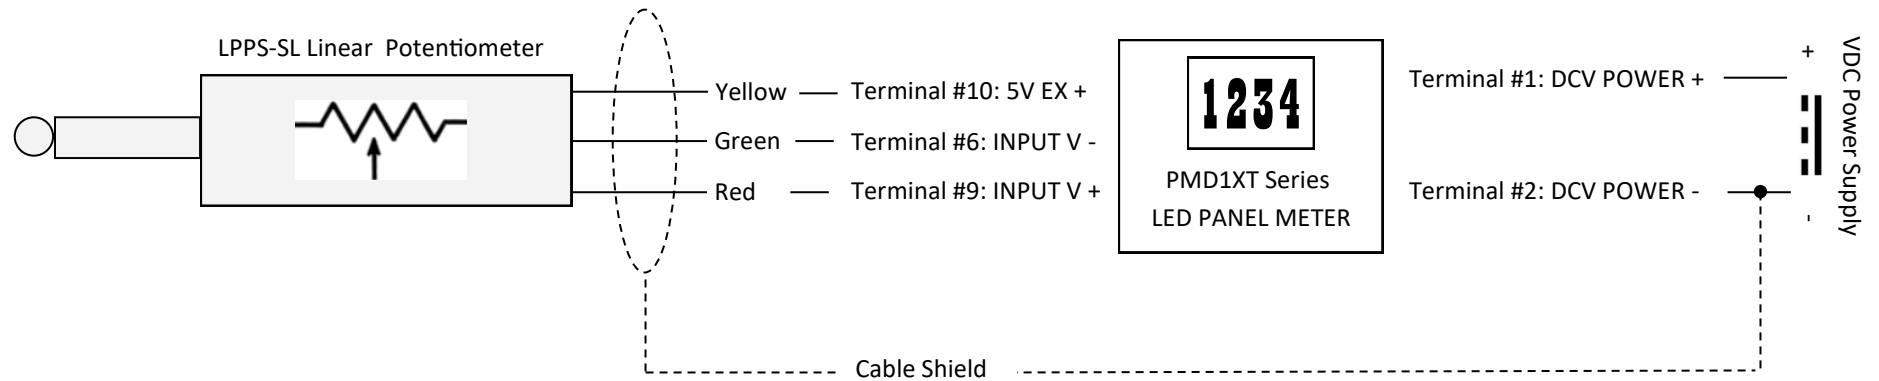 LPPS-SL Linear Potentiometer
Yellow
Terminal #10: 5V EX +
Green
Terminal #6: INPUT V -
Red
Terminal #9: INPUT V +
1234
PMD1XT Series
LED PANEL METER
Terminal #1: DCV POWER +
Terminal #2: DCV POWER -
+
-
VDC Power Supply
Cable Shield